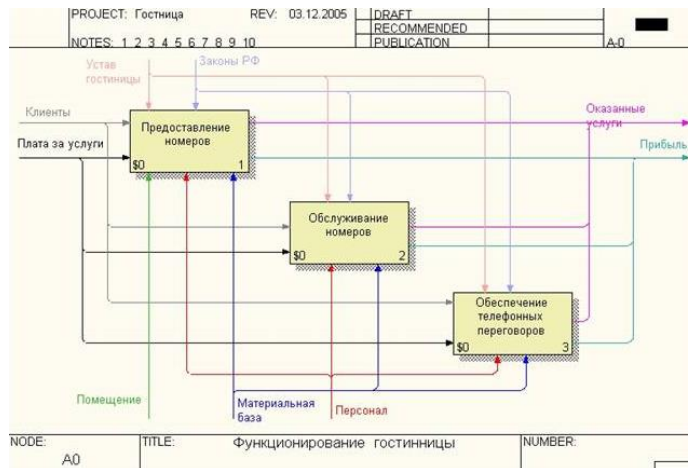 PROJECT: Гостница REV: 03.12.2005 DRAFT
RECOMMENDED
NOTES: 1 2 3 4 5 6 7 8 9 10 PUBLICATION A-0
Устав
гостиницы
Законы РФ
Клиенты
Плата за услуги
Предоставление
номеров
$0 1
Оказанные
услуги
Прибыль
Обслуживание
номеров
$0 2
Обеспечение
телефонных
переговоров
$0 3
Помещение
Материальная
база
Персонал
NODE: TITLE: Функционирование гостинницы NUMBER:
A0